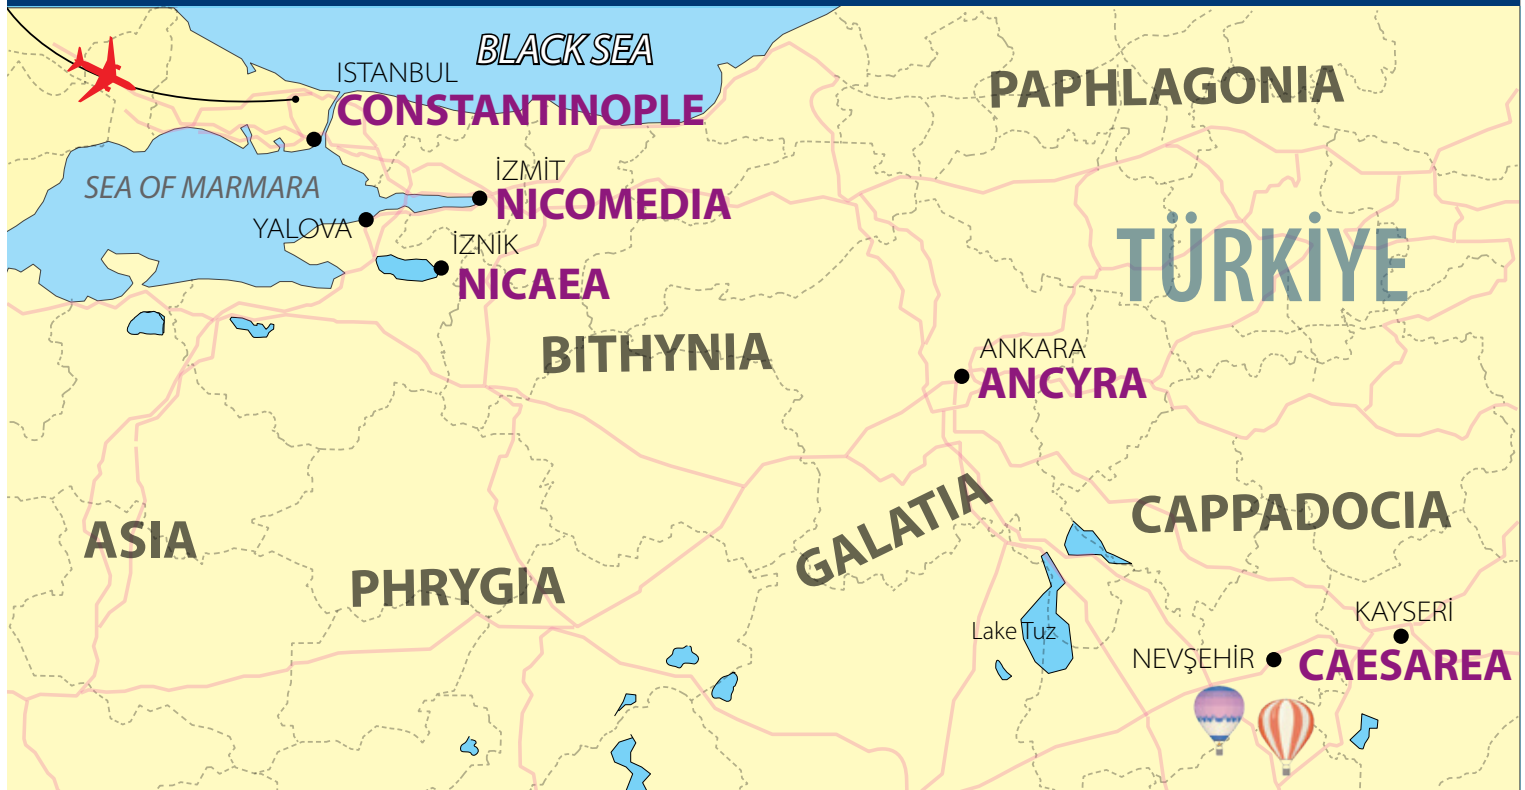 BLACK SEA
ISTANBUL
CONSTANTINOPLE
PAPHLAGONIA
SEA OF MARMARA
İZMİT
NICOMEDIA
YALOVA
İZNİK
NICAEA
TÜRKİYE
BITHYNIA
ANKARA
ANCYRA
ASIA
PHRYGIA
GALATIA
CAPPADOCIA
Lake Tuz
KAYSERİ
NEVŞEHİR
CAESAREA